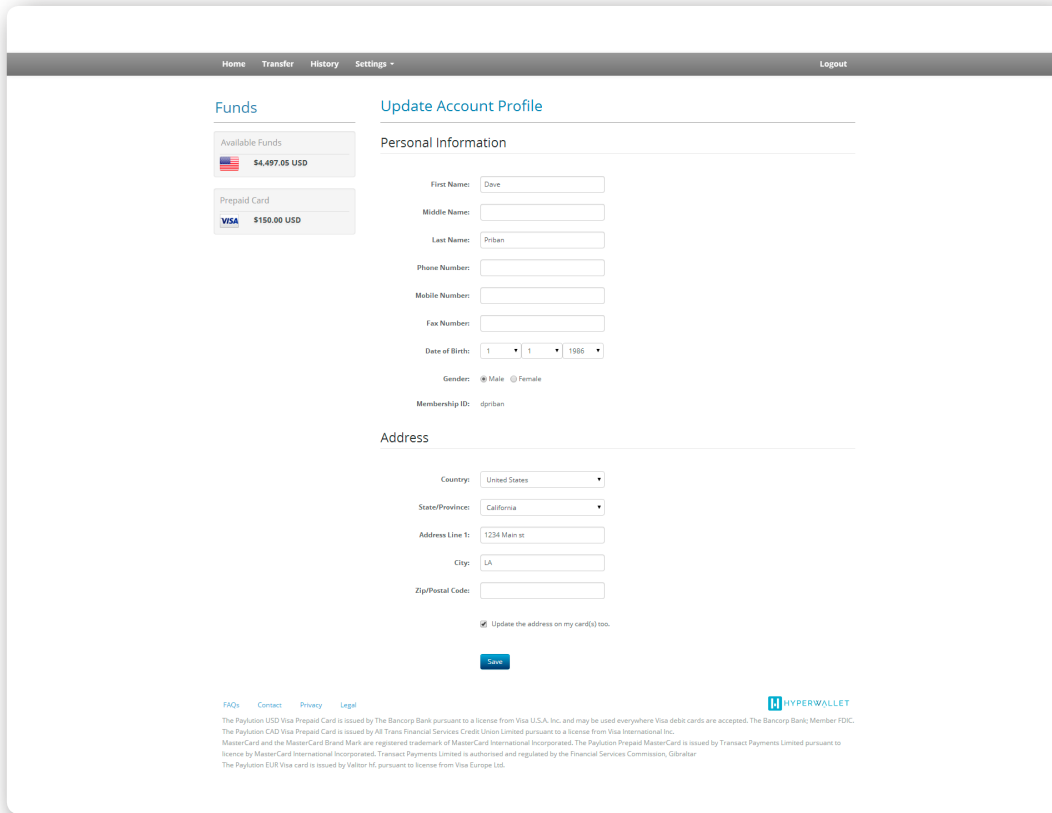 Home Transfer History Settings Logout
Funds
Available Funds
$4,497.05 USD
Prepaid Card
VISA $150.00 USD
Update Account Profile
Personal Information
First Name: Dave
Middle Name:
Last Name: Priban
Phone Number:
Mobile Number:
Fax Number:
Date of Birth: 1 1 1986
Gender: Male Female
Membership ID: dpriban
Address
Country: United States
State/Province: California
Address Line 1: 1234 Main st
City: LA
Zip/Postal Code:
Update the address on my card(s) too.
Save
FAQs Contact Privacy Legal
HYPERWALLET
The Paylution USD Visa Prepaid Card is issued by The Bancorp Bank pursuant to a license from Visa U.S.A. Inc. and may be used everywhere Visa debit cards are accepted. The Bancorp Bank; Member FDIC.
The Paylution CAD Visa Prepaid Card is issued by All Trans Financial Services Credit Union Limited pursuant to a license from Visa International Inc.
MasterCard and the MasterCard Brand Mark are registered trademark of MasterCard International Incorporated. The Paylution Prepaid MasterCard is issued by Transact Payments Limited pursuant to
licence by MasterCard International Incorporated. Transact Payments Limited is authorised and regulated by the Financial Services Commission, Gibraltar
The Paylution EUR Visa card is issued by Valitor hf. pursuant to license from Visa Europe Ltd.